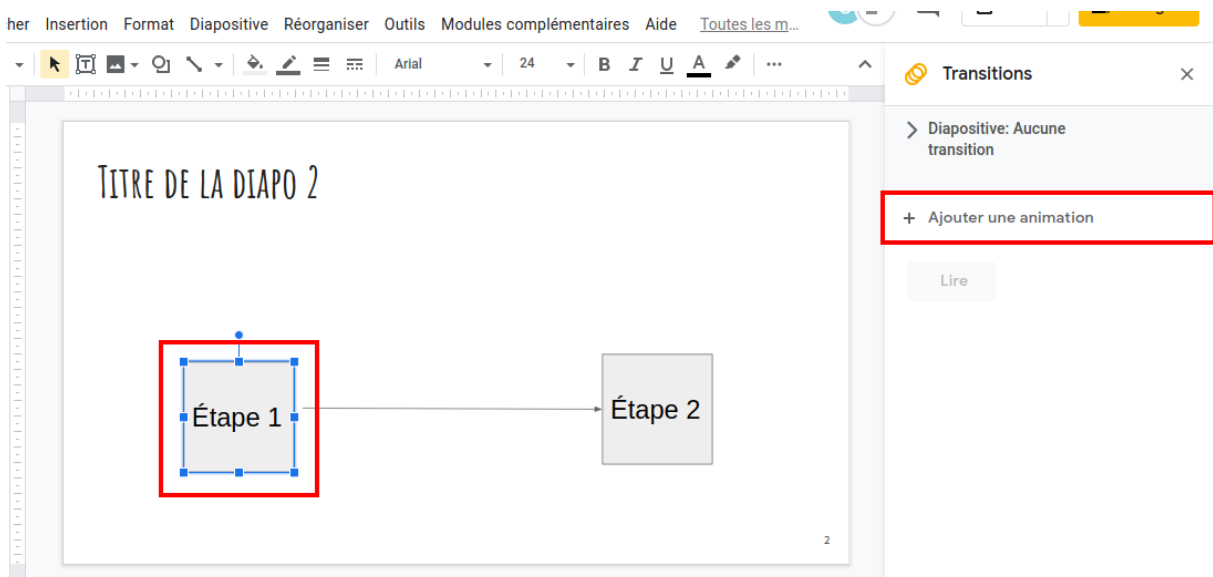 her Insertion Format Diapositive Réorganiser Outils Modules complémentaires Aide Toutes les m...
Arial 24 B I U A ...
Transitions
Diapositive: Aucune
transition
TITRE DE LA DIAPO 2
+ Ajouter une animation
Lire
Étape 1
Étape 2
2